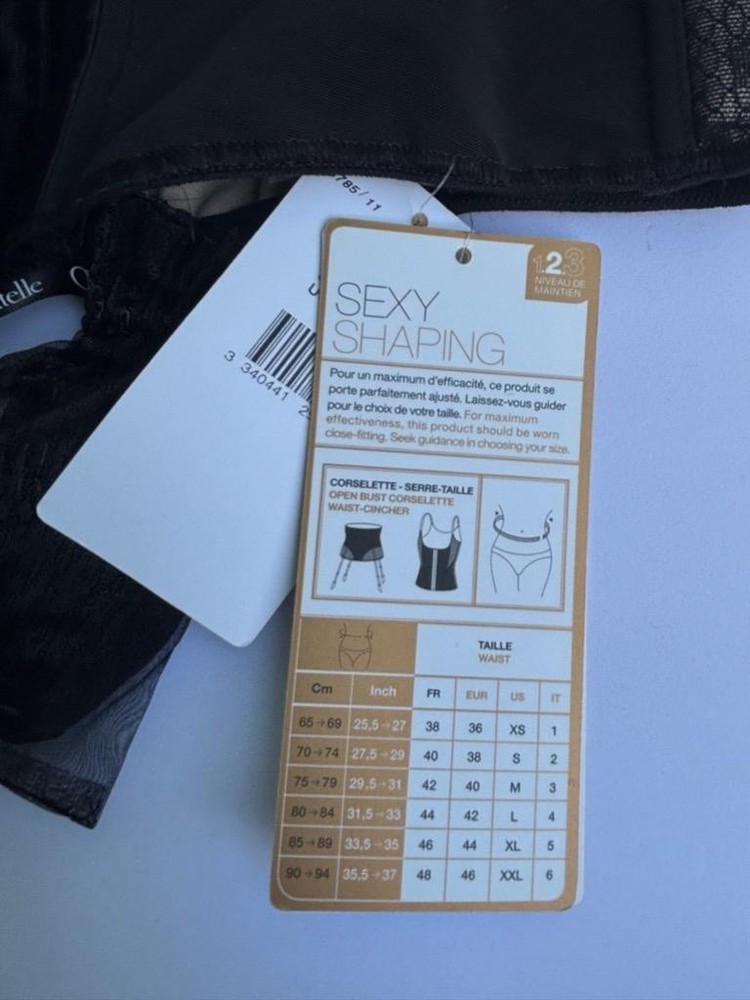 785/11
telle
3 340441 2
1.2.3
NIVEAU DE
MAINTIEN
SEXY
SHAPING
Pour un maximum d'efficacité, ce produit se
porte parfaitement ajusté. Laissez-vous guider
pour le choix de votre taille. For maximum
effectiveness, this product should be worn
close-fitting. Seek guidance in choosing your size.
CORSELETTE - SERRE-TAILLE
OPEN BUST CORSELETTE
WAIST-CINCHER
TAILLE
WAIST
Cm Inch FR EUR US IT
65→69 25,5→27 38 36 XS 1
70→74 27,5→29 40 38 S 2
75→79 29,5→31 42 40 M 3
80→84 31,5→33 44 42 L 4
85→89 33,5→35 46 44 XL 5
90→94 35,5→37 48 46 XXL 6